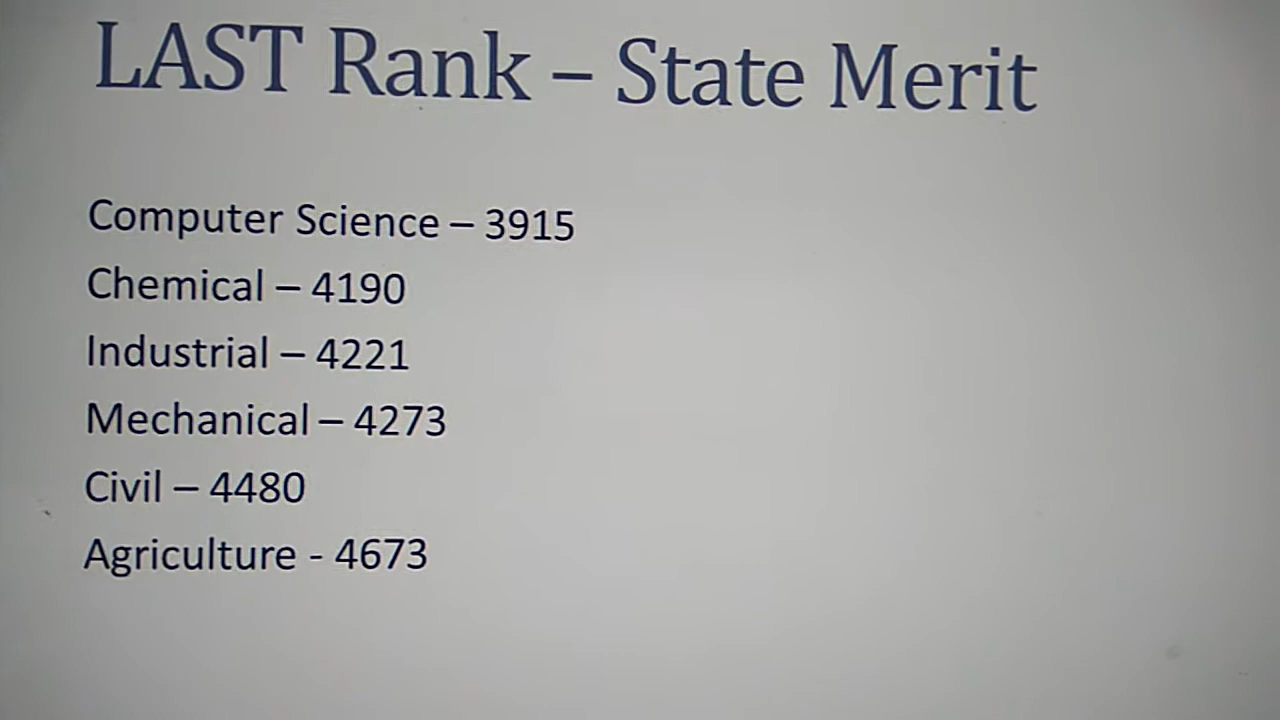 LAST Rank – State Merit
Computer Science – 3915
Chemical – 4190
Industrial – 4221
Mechanical – 4273
Civil – 4480
Agriculture - 4673